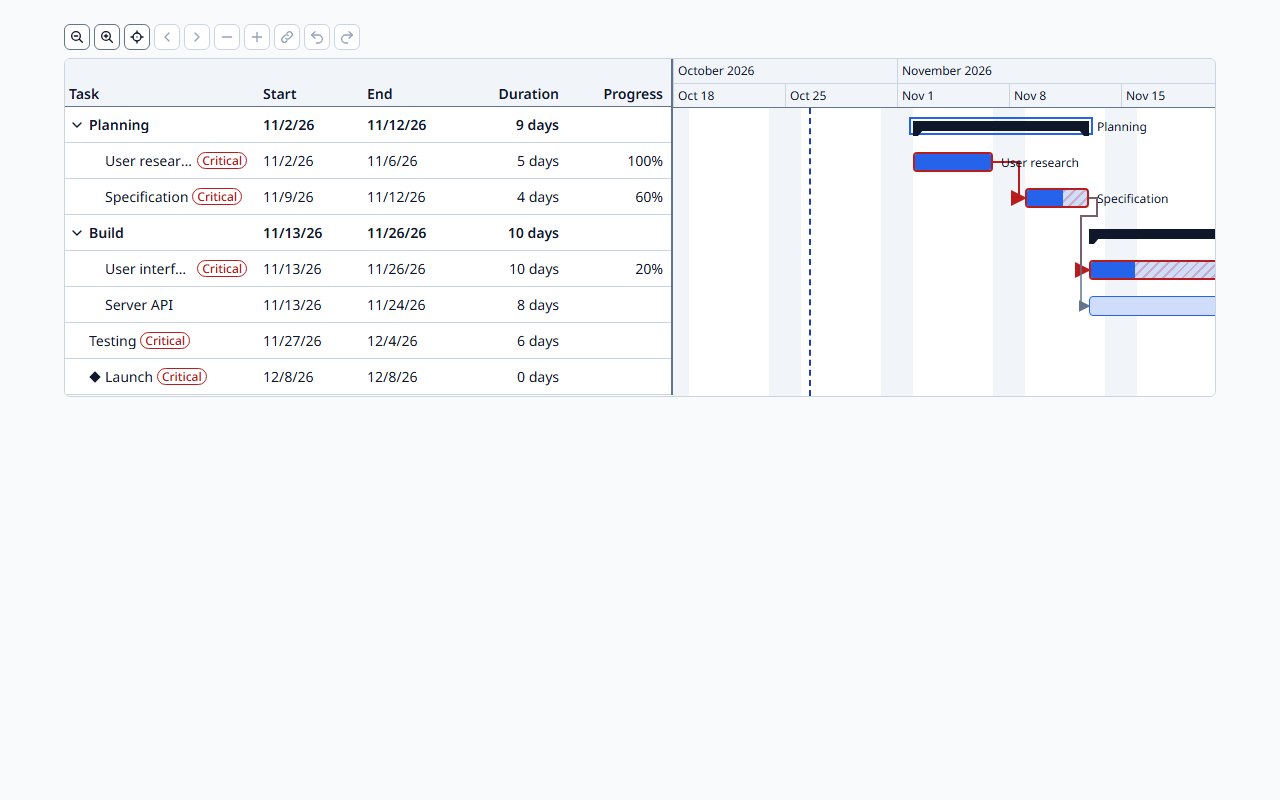 October 2026 November 2026
Task Start End Duration Progress Oct 18 Oct 25 Nov 1 Nov 8 Nov 15
Planning 11/2/26 11/12/26 9 days Planning
User resear... Critical 11/2/26 11/6/26 5 days 100% User research
Specification Critical 11/9/26 11/12/26 4 days 60% Specification
Build 11/13/26 11/26/26 10 days
User interf... Critical 11/13/26 11/26/26 10 days 20%
Server API 11/13/26 11/24/26 8 days
Testing Critical 11/27/26 12/4/26 6 days
Launch Critical 12/8/26 12/8/26 0 days